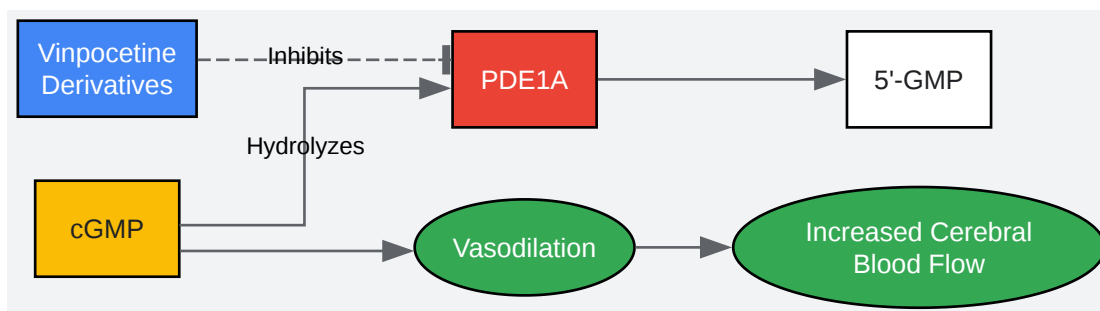 Vinpocetine
Derivatives
Inhibits
PDE1A
5'-GMP
Hydrolyzes
cGMP
Vasodilation
Increased Cerebral
Blood Flow